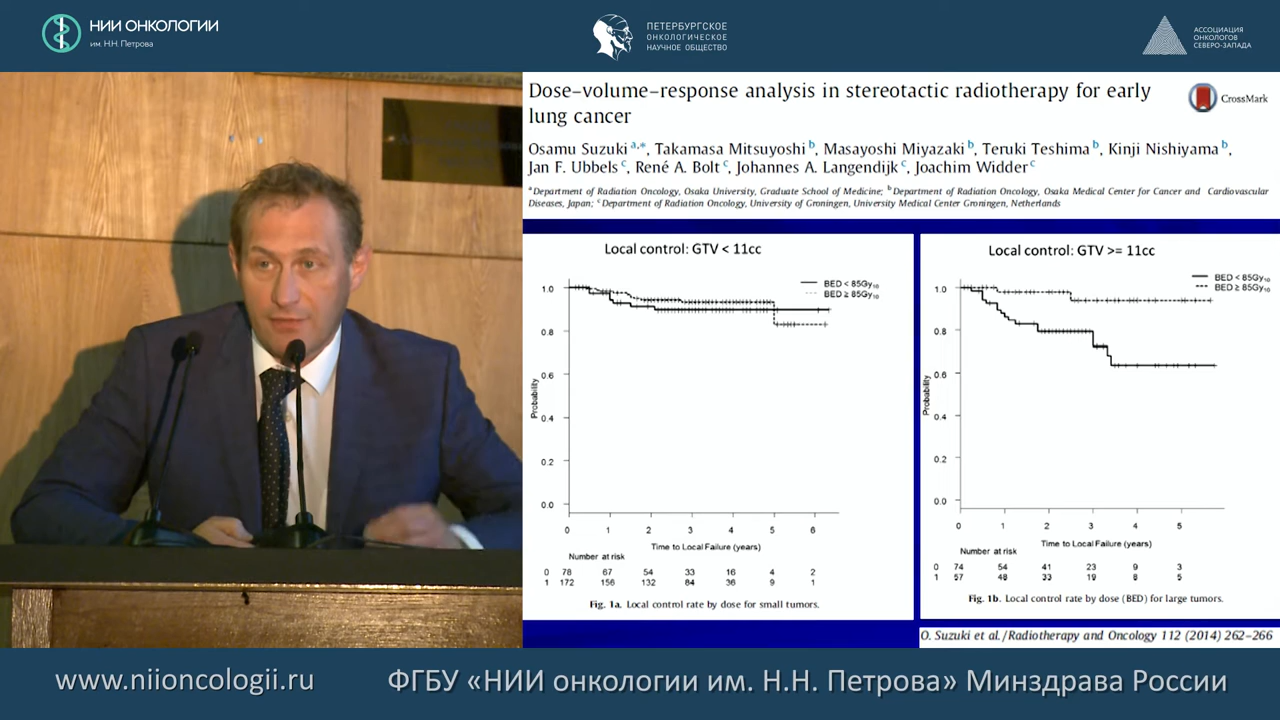 НИИ ОНКОЛОГИИ
им. Н.Н. Петрова
ПЕТЕРБУРГСКОЕ
ОНКОЛОГИЧЕСКОЕ
НАУЧНОЕ ОБЩЕСТВО
АССОЦИАЦИЯ
ОНКОЛОГОВ
СЕВЕРО-ЗАПАДА
Dose–volume–response analysis in stereotactic radiotherapy for early
lung cancer
CrossMark
Osamu Suzuki a,*, Takamasa Mitsuyoshi b, Masayoshi Miyazaki b, Teruki Teshima b, Kinji Nishiyama b,
Jan F. Ubbels c, René A. Bolt c, Johannes A. Langendijk c, Joachim Widder c
a Department of Radiation Oncology, Osaka University, Graduate School of Medicine; b Department of Radiation Oncology, Osaka Medical Center for Cancer and Cardiovascular
Diseases, Japan; c Department of Radiation Oncology, University of Groningen, University Medical Center Groningen, Netherlands
Local control: GTV < 11cc
BED < 85Gy10
BED ≥ 85Gy10
1.0
0.8
0.6
0.4
0.2
0.0
Probability
0 1 2 3 4 5 6
Time to Local Failure (years)
Number at risk
0 78 67 54 33 16 4 2
1 172 156 132 84 36 9 1
Fig. 1a. Local control rate by dose for small tumors.
Local control: GTV >= 11cc
BED < 85Gy10
BED ≥ 85Gy10
1.0
0.8
0.6
0.4
0.2
0.0
Probability
0 1 2 3 4 5
Time to Local Failure (years)
Number at risk
0 74 54 41 23 9 3
1 57 48 33 19 8 5
Fig. 1b. Local control rate by dose (BED) for large tumors.
O. Suzuki et al./Radiotherapy and Oncology 112 (2014) 262–266
www.niioncologii.ru
ФГБУ «НИИ онкологии им. Н.Н. Петрова» Минздрава России